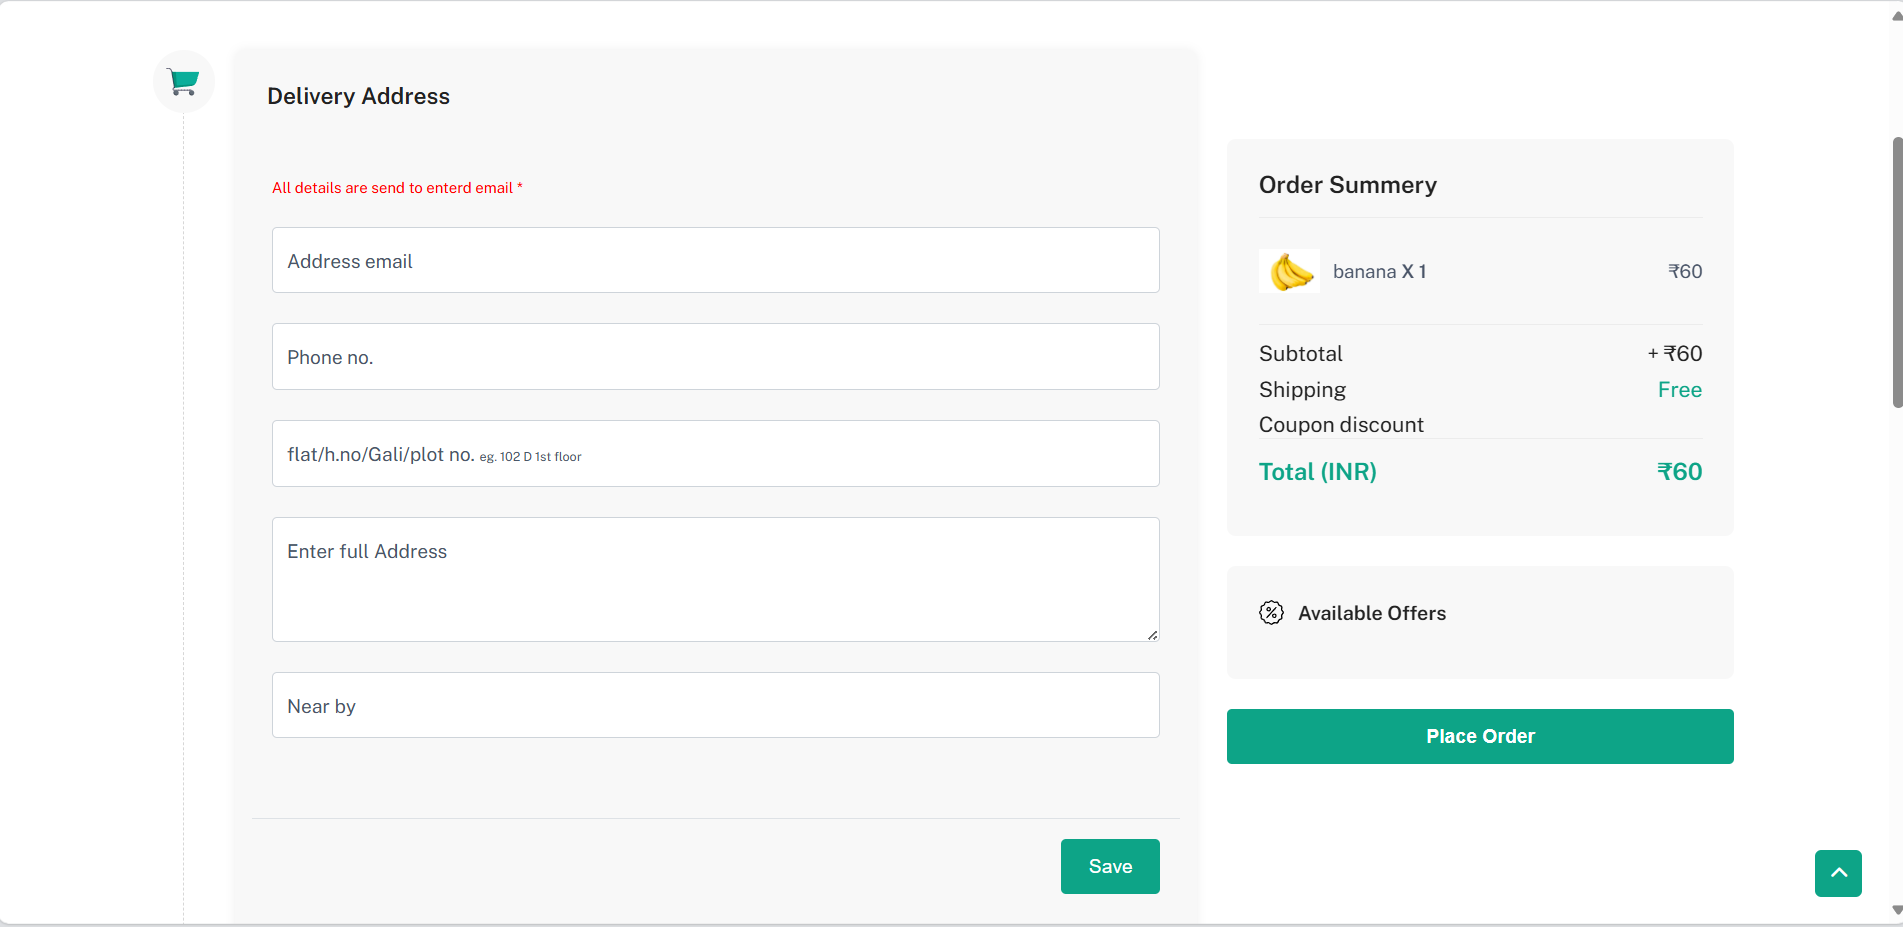 Delivery Address
All details are send to enterd email *
Address email
Phone no.
flat/h.no/Gali/plot no. eg. 102 D 1st floor
Enter full Address
Near by
Save
Order Summery
banana X 1 ₹60
Subtotal + ₹60
Shipping Free
Coupon discount
Total (INR) ₹60
Available Offers
Place Order